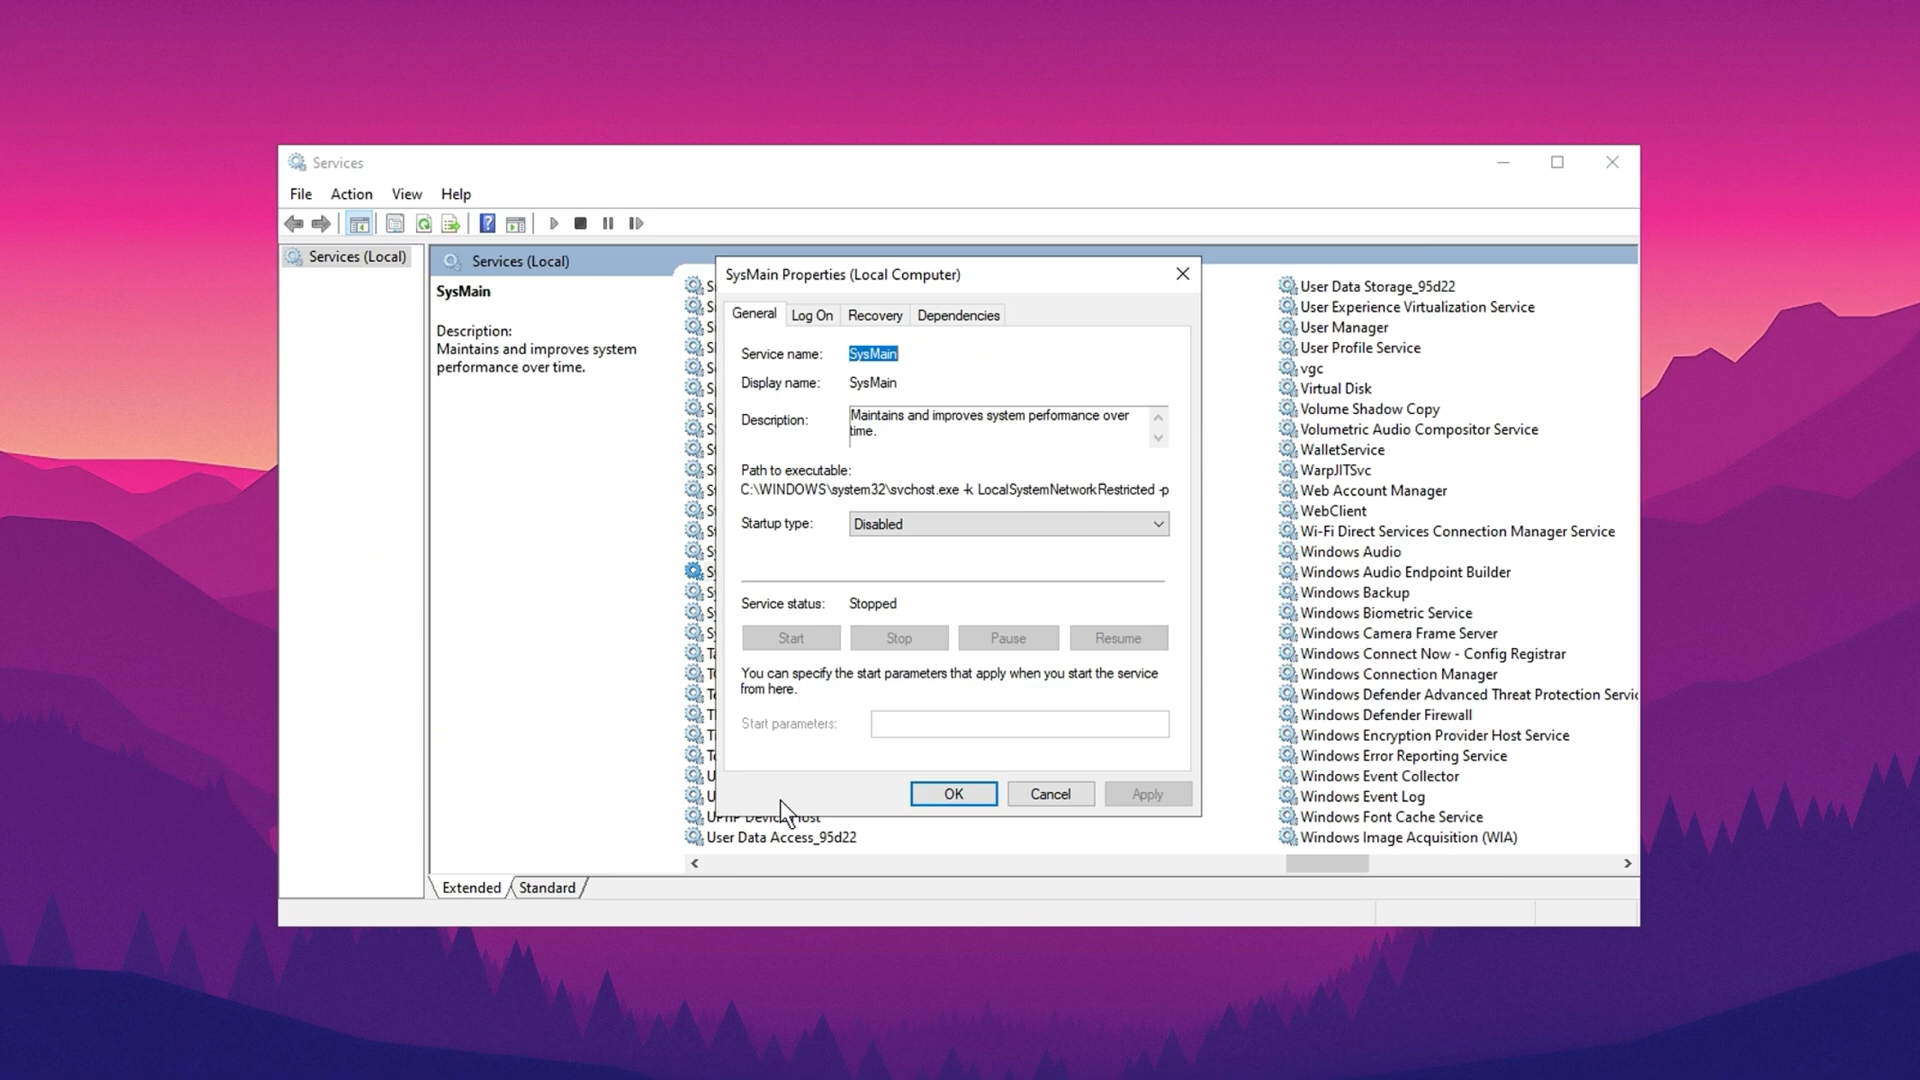 Services
File Action View Help
Services (Local)
Services (Local)
SysMain
Description:
Maintains and improves system
performance over time.
SysMain Properties (Local Computer)
General Log On Recovery Dependencies
Service name: SysMain
Display name: SysMain
Description: Maintains and improves system performance over
time.
Path to executable:
C:\WINDOWS\system32\svchost.exe -k LocalSystemNetworkRestricted -p
Startup type: Disabled
Service status: Stopped
Start Stop Pause Resume
You can specify the start parameters that apply when you start the service
from here.
Start parameters:
OK Cancel Apply
User Data Access_95d22
User Data Storage_95d22
User Experience Virtualization Service
User Manager
User Profile Service
vgc
Virtual Disk
Volume Shadow Copy
Volumetric Audio Compositor Service
WalletService
WarpJITSvc
Web Account Manager
WebClient
Wi-Fi Direct Services Connection Manager Service
Windows Audio
Windows Audio Endpoint Builder
Windows Backup
Windows Biometric Service
Windows Camera Frame Server
Windows Connect Now - Config Registrar
Windows Connection Manager
Windows Defender Advanced Threat Protection Servic
Windows Defender Firewall
Windows Encryption Provider Host Service
Windows Error Reporting Service
Windows Event Collector
Windows Event Log
Windows Font Cache Service
Windows Image Acquisition (WIA)
Extended Standard